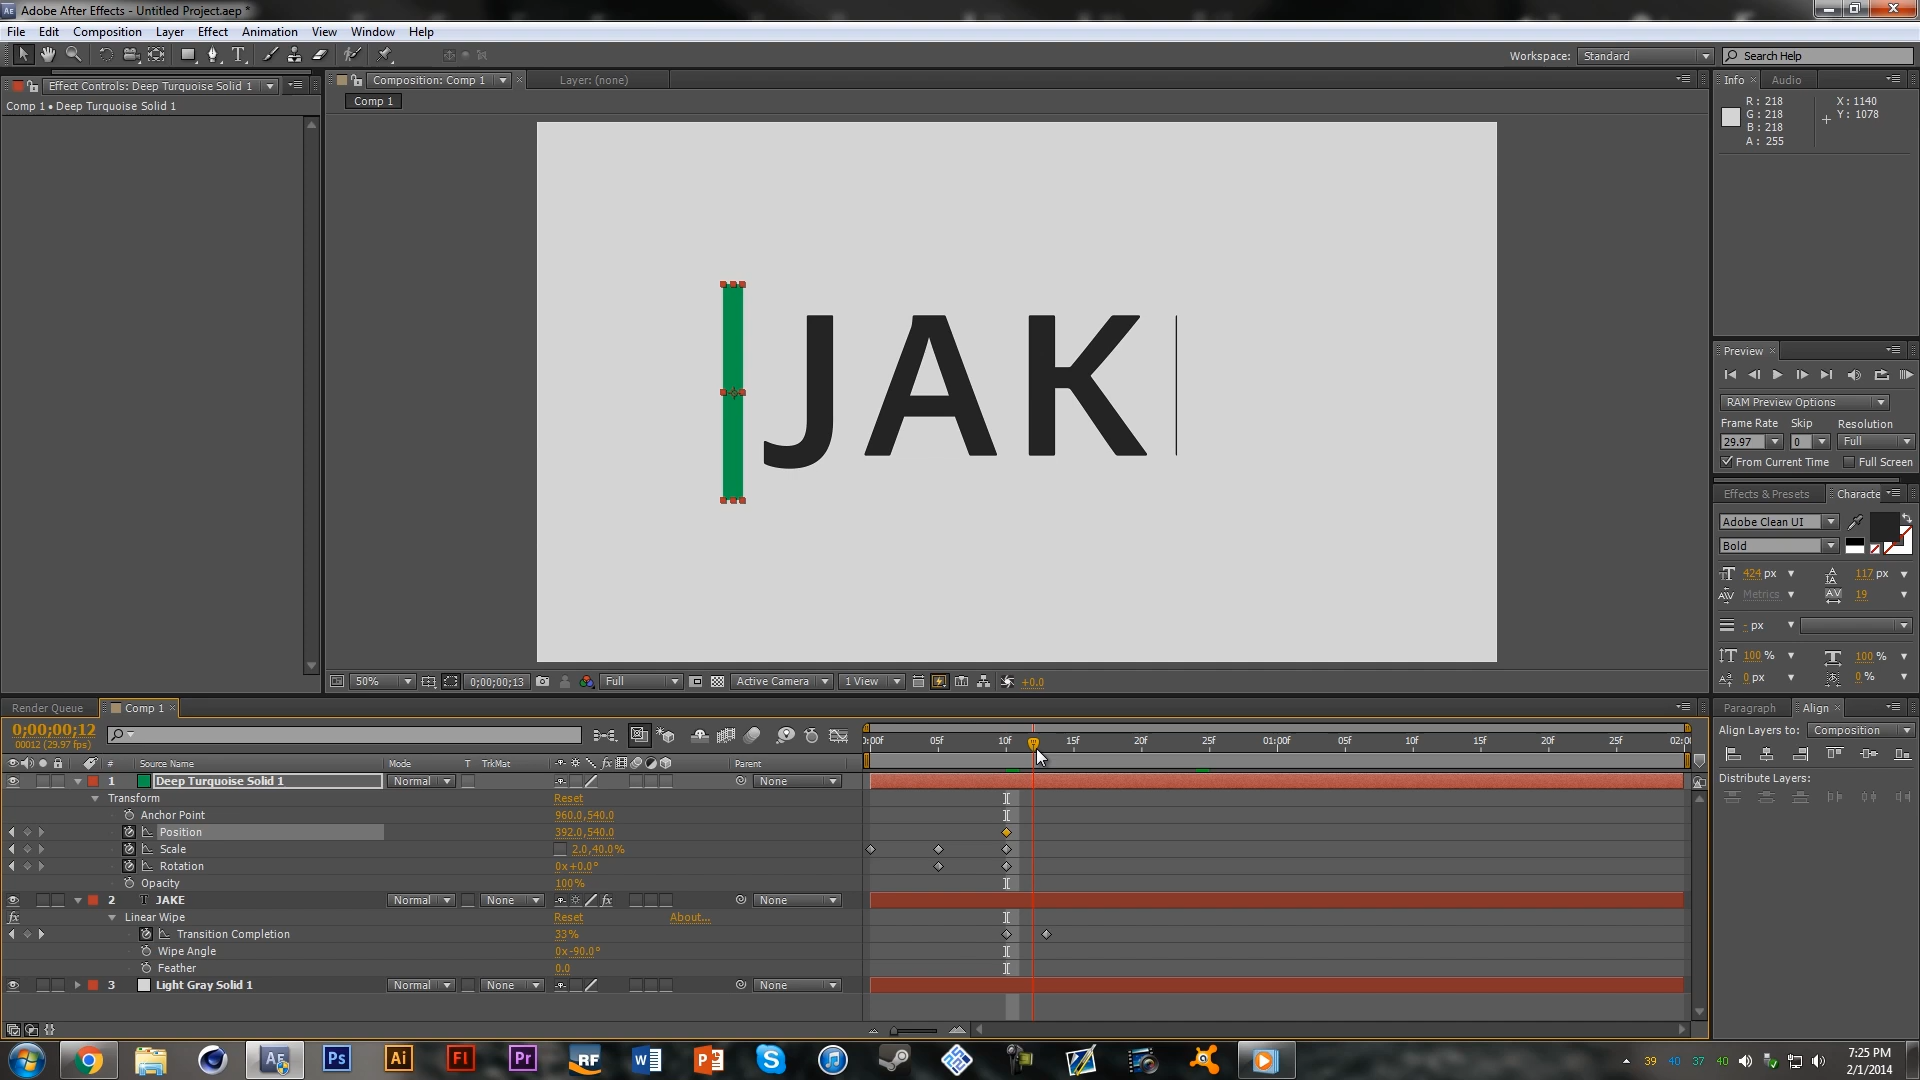 Adobe After Effects - Untitled Project.aep *
File Edit Composition Layer Effect Animation View Window Help
Workspace: Standard Search Help
Effect Controls: Deep Turquoise Solid 1
Comp 1 • Deep Turquoise Solid 1
Composition: Comp 1 Layer: (none)
Comp 1
Info Audio
R: 218 X: 1140
G: 218 Y: 1078
B: 218
A: 255
JAK
Preview
RAM Preview Options
Frame Rate Skip Resolution
29.97 0 Full
From Current Time Full Screen
Effects & Presets Characte
Adobe Clean UI
Bold
424 px 117 px
Metrics 19
- px
100 % 100 %
0 px 0 %
50% 0;00;00;13 Full Active Camera 1 View +0.0
Render Queue Comp 1
Paragraph Align
0;00;00;12
00012 (29.97 fps)
Align Layers to: Composition
Distribute Layers:
0:00f 05f 10f 15f 20f 25f 01:00f 05f 10f 15f 20f 25f 02:0
# Source Name Mode T TrkMat Parent
1 Deep Turquoise Solid 1 Normal None
Transform Reset
Anchor Point 960.0,540.0
Position 392.0,540.0
Scale 2.0,40.0%
Rotation 0x+0.0°
Opacity 100%
2 T JAKE Normal None None
Linear Wipe Reset About...
Transition Completion 33%
Wipe Angle 0x-90.0°
Feather 0.0
3 Light Gray Solid 1 Normal None None
Ae Ps Ai Fl Pr RF W P S
39 40 37 40
7:25 PM
2/1/2014